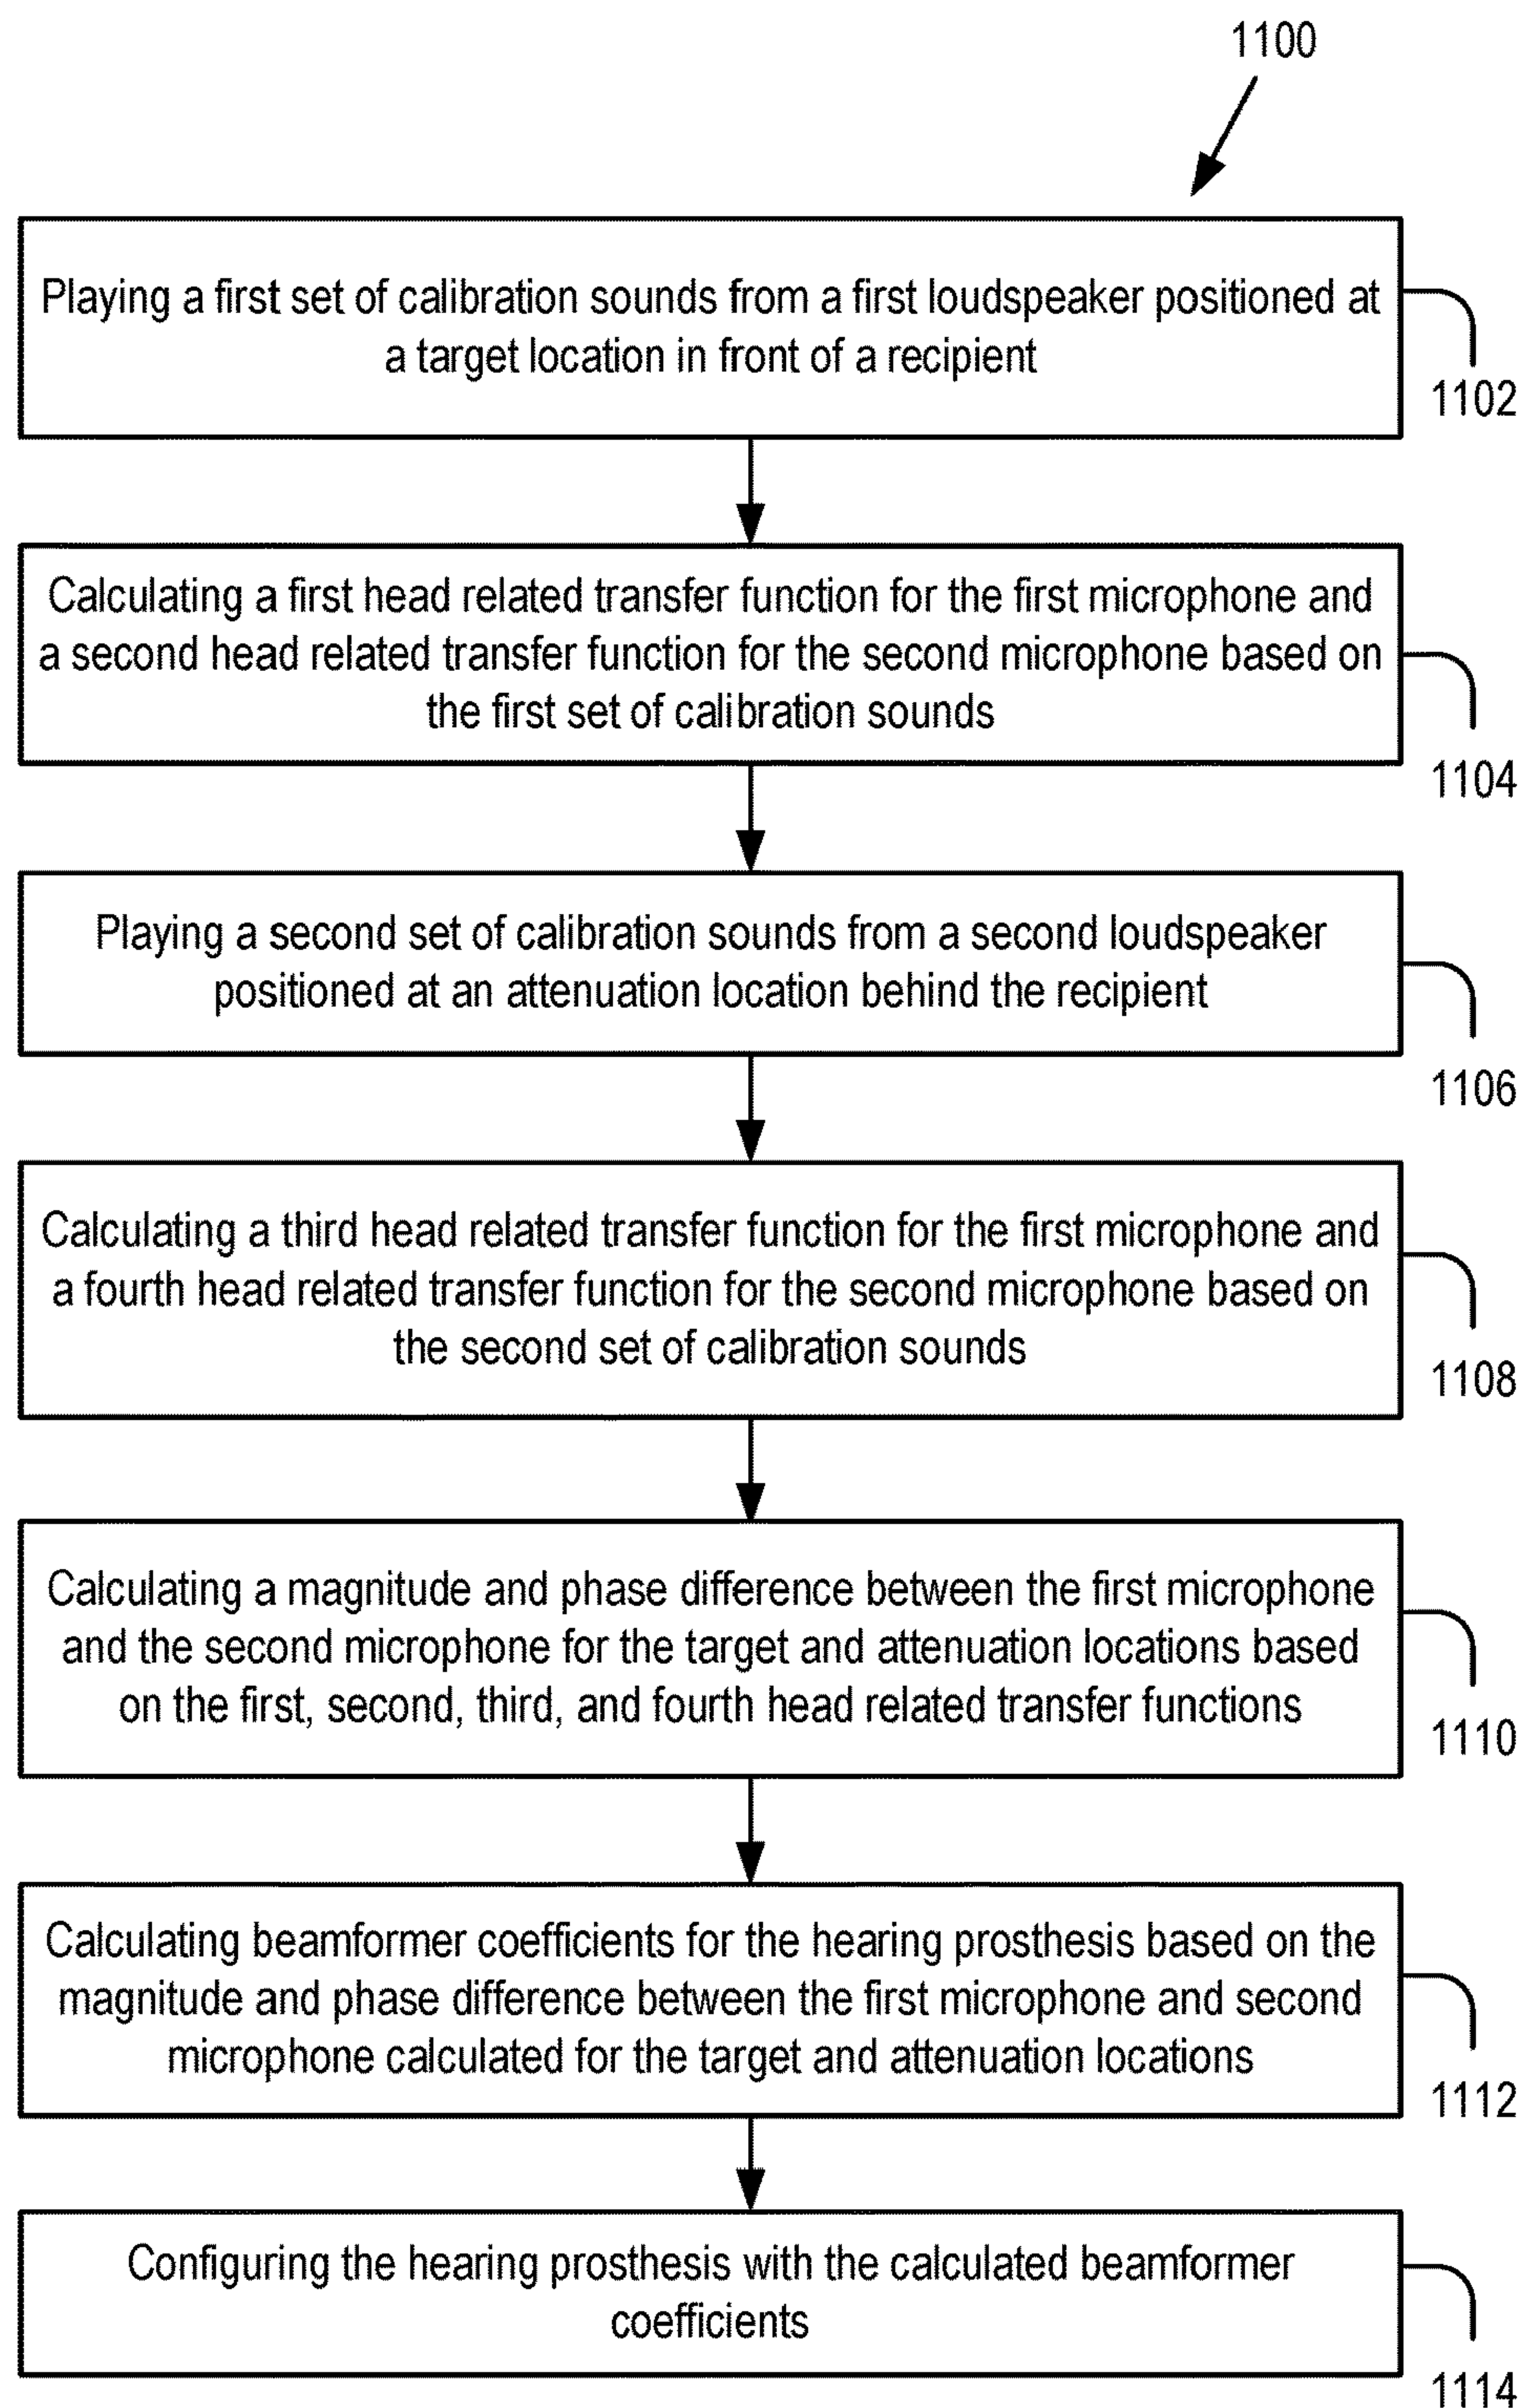 1100
Playing a first set of calibration sounds from a first loudspeaker positioned at
a target location in front of a recipient
1102
Calculating a first head related transfer function for the first microphone and
a second head related transfer function for the second microphone based on
the first set of calibration sounds
1104
Playing a second set of calibration sounds from a second loudspeaker
positioned at an attenuation location behind the recipient
1106
Calculating a third head related transfer function for the first microphone and
a fourth head related transfer function for the second microphone based on
the second set of calibration sounds
1108
Calculating a magnitude and phase difference between the first microphone
and the second microphone for the target and attenuation locations based
on the first, second, third, and fourth head related transfer functions
1110
Calculating beamformer coefficients for the hearing prosthesis based on the
magnitude and phase difference between the first microphone and second
microphone calculated for the target and attenuation locations
1112
Configuring the hearing prosthesis with the calculated beamformer
coefficients
1114